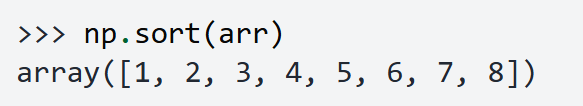 >>> np.sort(arr)
array([1, 2, 3, 4, 5, 6, 7, 8])